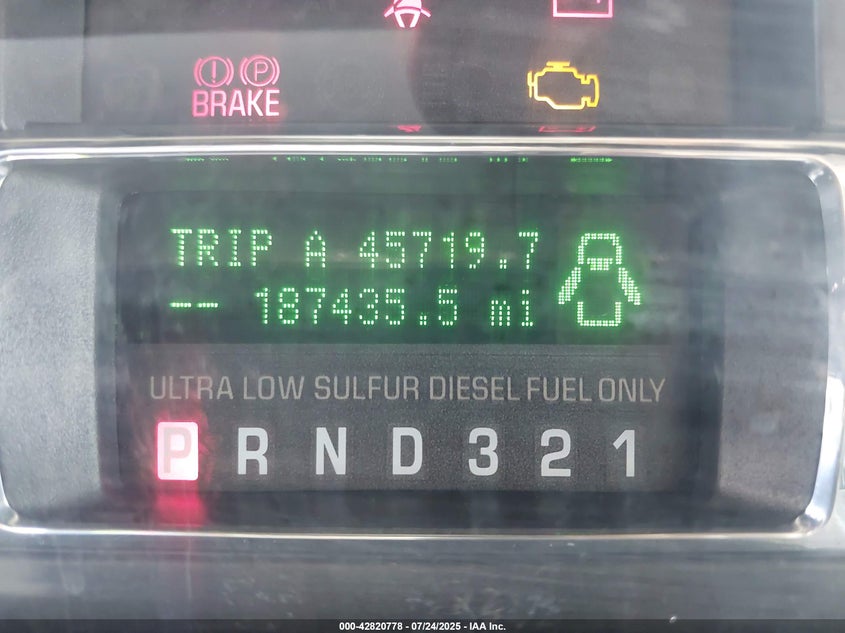 (!) (P)
BRAKE
TRIP A 45719.7
-- 187435.5 mi
ULTRA LOW SULFUR DIESEL FUEL ONLY
P R N D 3 2 1
000-42820778 - 07/24/2025 - IAA Inc.